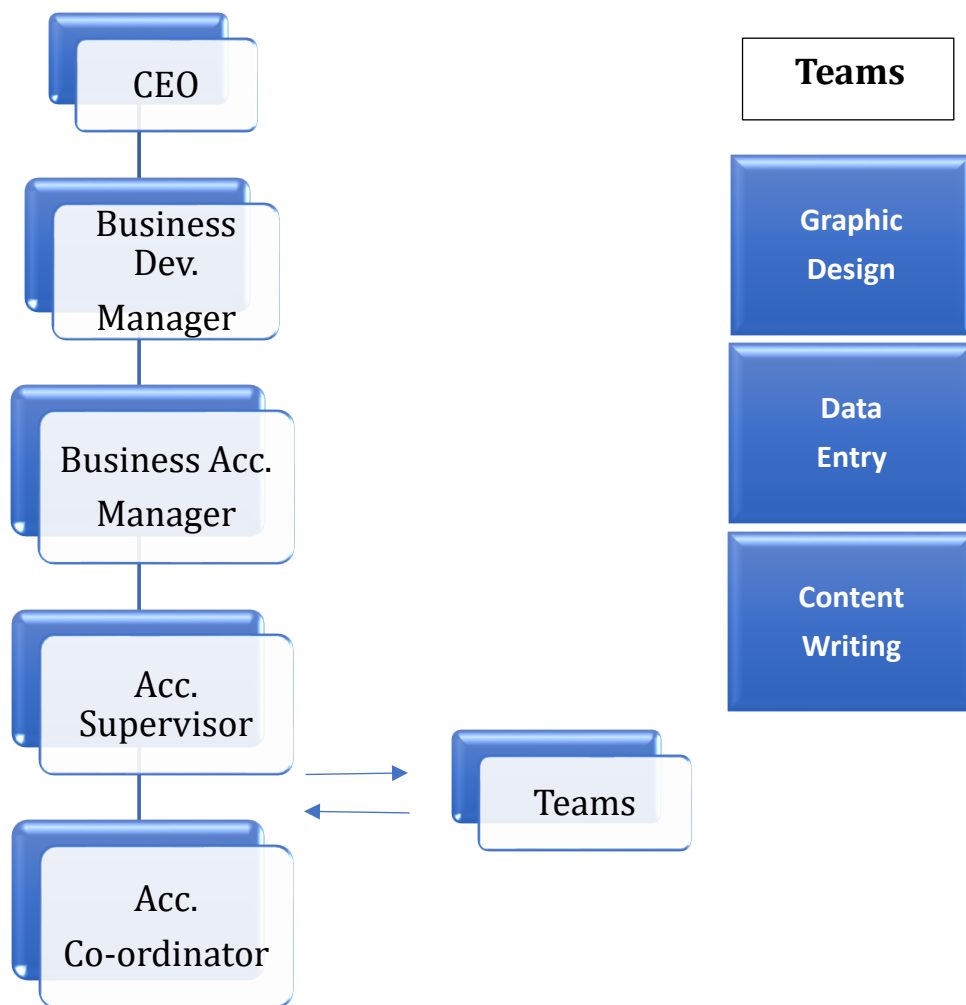 CEO
Business
Dev.
Manager
Business Acc.
Manager
Acc.
Supervisor
Acc.
Co-ordinator
Teams
Teams
Graphic
Design
Data
Entry
Content
Writing